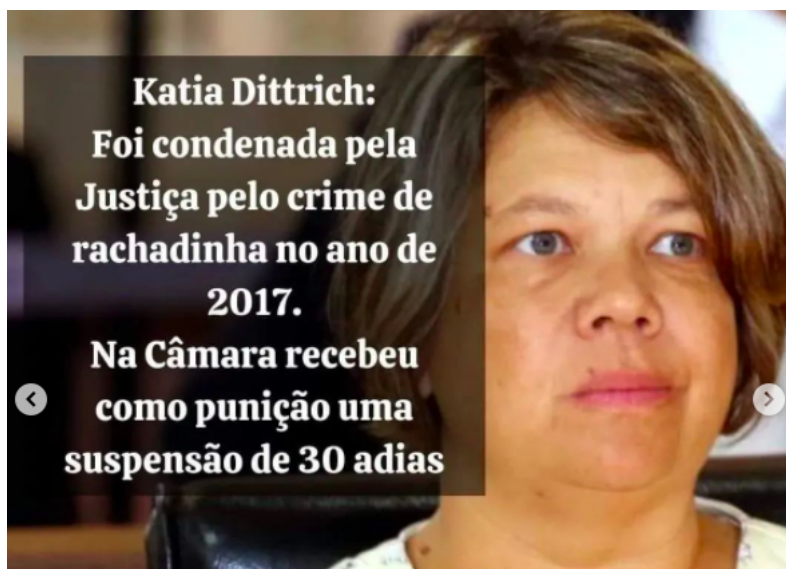 Katia Dittrich:
Foi condenada pela
Justiça pelo crime de
rachadinha no ano de
2017.
Na Câmara recebeu
como punição uma
suspensão de 30 adias